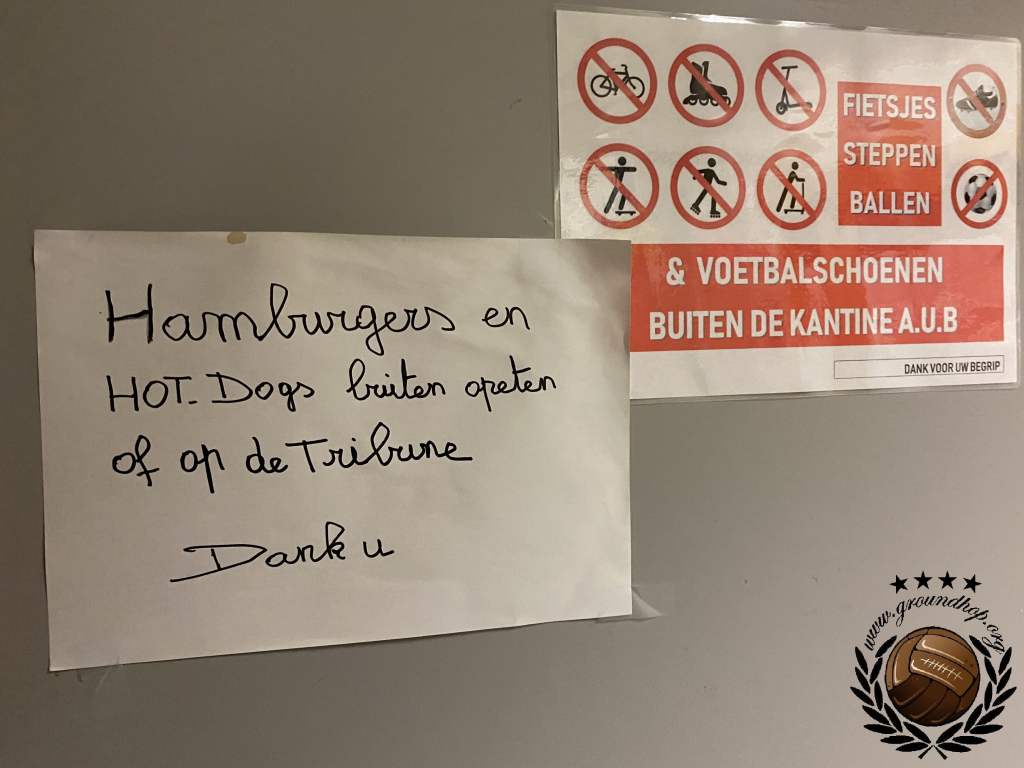 Hamburgers en
HOT-Dogs buiten opeten
of op de Tribune
Dank u
FIETSJES
STEPPEN
BALLEN
& VOETBALSCHOENEN
BUITEN DE KANTINE A.U.B
DANK VOOR UW BEGRIP
www.groundhop.org